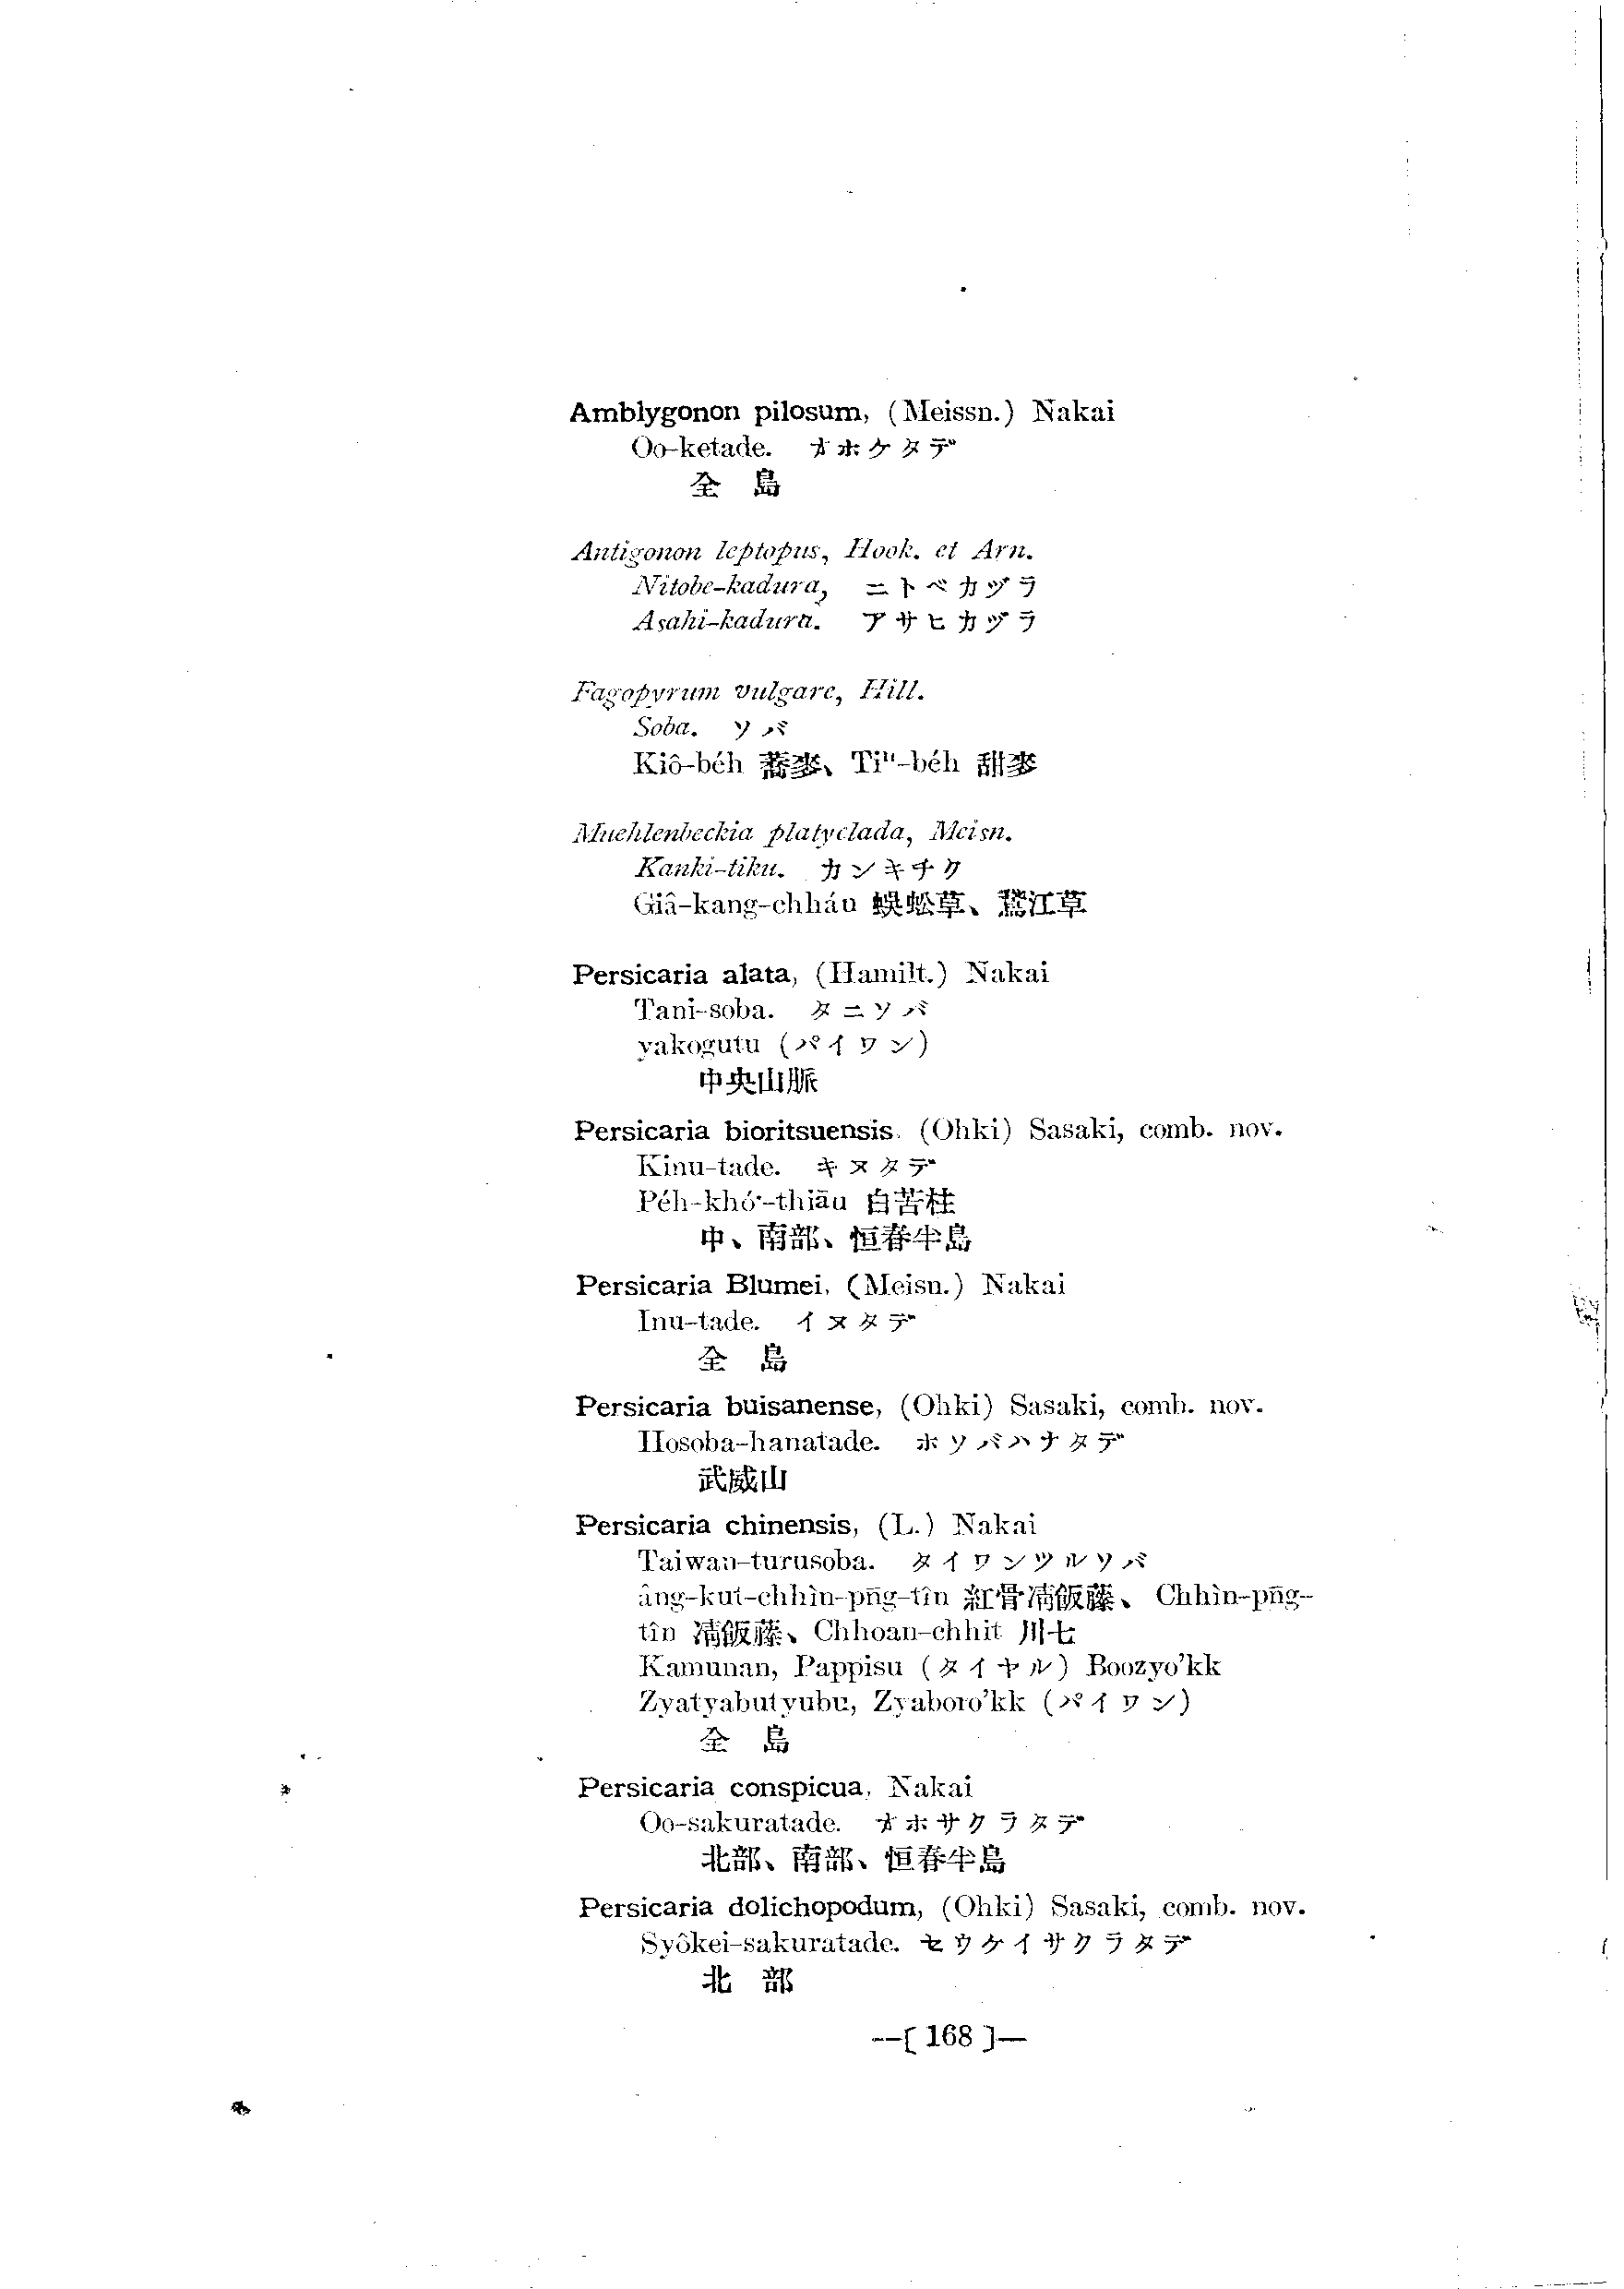 Amblygonon pilosum, (Meissn.) Nakai
Oo-ketade. オホケタデ
全 島
Antigonon leptopus, Hook. et Arn.
Nitobe-kadura, ニトベカヅラ
Asahi-kadura. アサヒカヅラ
Fagopyrum vulgare, Hill.
Soba. ソバ
Kiô-béh 蕎麥、Tiⁿ-béh 甜麥
Muehlenbeckia platyclada, Meisn.
Kanki-tiku. カンキチク
Giâ-kang-chháu 蜈蚣草、鷺江草
Persicaria alata, (Hamilt.) Nakai
Tani-soba. タニソバ
yakogutu (パイワン)
中央山脈
Persicaria bioritsuensis. (Ohki) Sasaki, comb. nov.
Kinu-tade. キヌタデ
Péh-khó·-thiāu 白苦柱
中、南部、恒春半島
Persicaria Blumei, (Meisn.) Nakai
Inu-tade. イヌタデ
全 島
Persicaria buisanense, (Ohki) Sasaki, comb. nov.
Hosoba-hanatade. ホソバハナタデ
武威山
Persicaria chinensis, (L.) Nakai
Taiwan-turusoba. タイワンツルソバ
âng-kut-chhìn-pn̄g-tîn 紅骨凊飯藤、Chhìn-pn̄g-
tîn 凊飯藤、Chhoan-chhit 川七
Kamunan, Pappisu (タイヤル) Boozyo'kk
Zyatyabutyubu, Zyaboro'kk (パイワン)
全 島
Persicaria conspicua, Nakai
Oo-sakuratade. オホサクラタデ
北部、南部、恒春半島
Persicaria dolichopodum, (Ohki) Sasaki, comb. nov.
Syôkei-sakuratade. セウケイサクラタデ
北 部
—[ 168 ]—